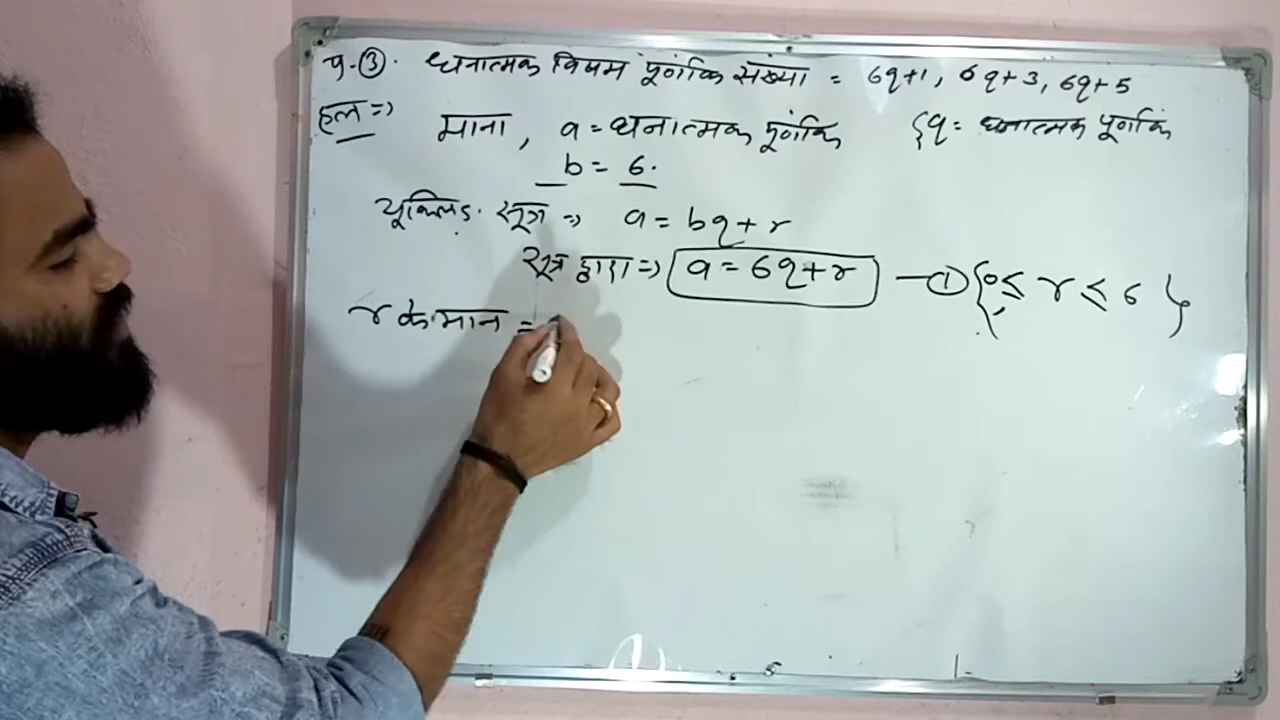 प्र.③. धनात्मक विषम पूर्णांक संख्या = 6q+1, 6q+3, 6q+5
हल ⇒
माना, a = धनात्मक पूर्णांक {q = धनात्मक पूर्णांक
b = 6.
यूक्लिड. सूत्र ⇒ a = bq + r
सूत्र द्वारा ⇒ a = 6q + r —① {0 ≤ r ≤ 6}
r के मान =